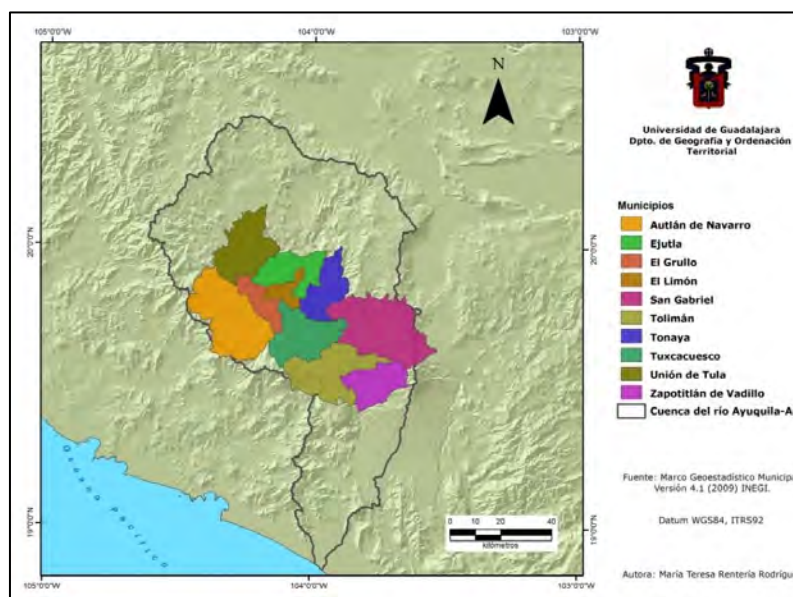 105°0'0"W
104°0'0"W
103°0'0"W
N
Universidad de Guadalajara
Dpto. de Geografía y Ordenación
Territorial
Municipios
Autlán de Navarro
Ejutla
El Grullo
El Limón
San Gabriel
Tolimán
Tonaya
Tuxcacuesco
Unión de Tula
Zapotitlán de Vadillo
Cuenca del río Ayuquila-A
20°0'0"N
20°0'0"N
19°0'0"N
19°0'0"N
Océano Pacífico
0 10 20 40
kilómetros
Fuente: Marco Geoestadístico Municipa
Versión 4.1 (2009) INEGI.
Datum WGS84, ITRS92
Autora: María Teresa Rentería Rodrígu
105°0'0"W
104°0'0"W
103°0'0"W